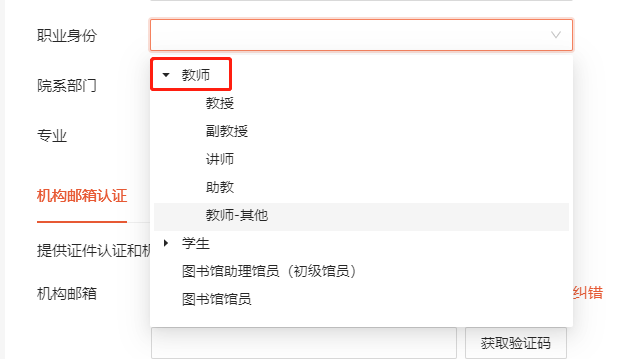 职业身份
教师
院系部门
教授
副教授
专业
讲师
助教
机构邮箱认证
教师-其他
学生
提供证件认证和机
图书馆助理馆员（初级馆员）
机构邮箱
图书馆馆员
纠错
获取验证码